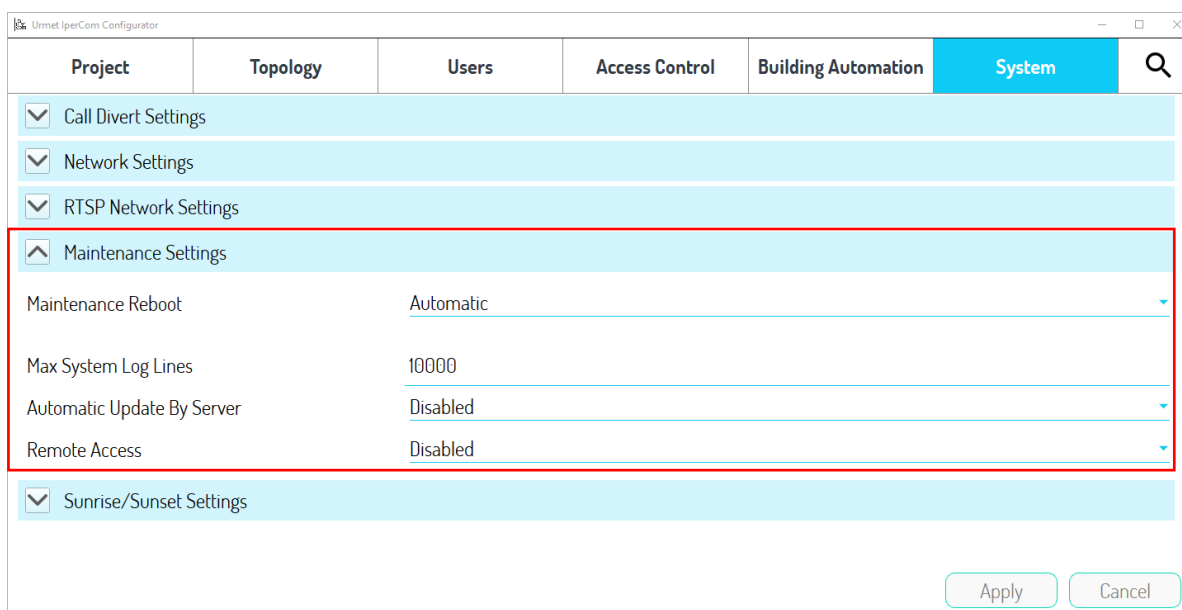 Urmet IperCom Configurator
Project Topology Users Access Control Building Automation System
Call Divert Settings
Network Settings
RTSP Network Settings
Maintenance Settings
Maintenance Reboot Automatic
Max System Log Lines 10000
Automatic Update By Server Disabled
Remote Access Disabled
Sunrise/Sunset Settings
Apply Cancel